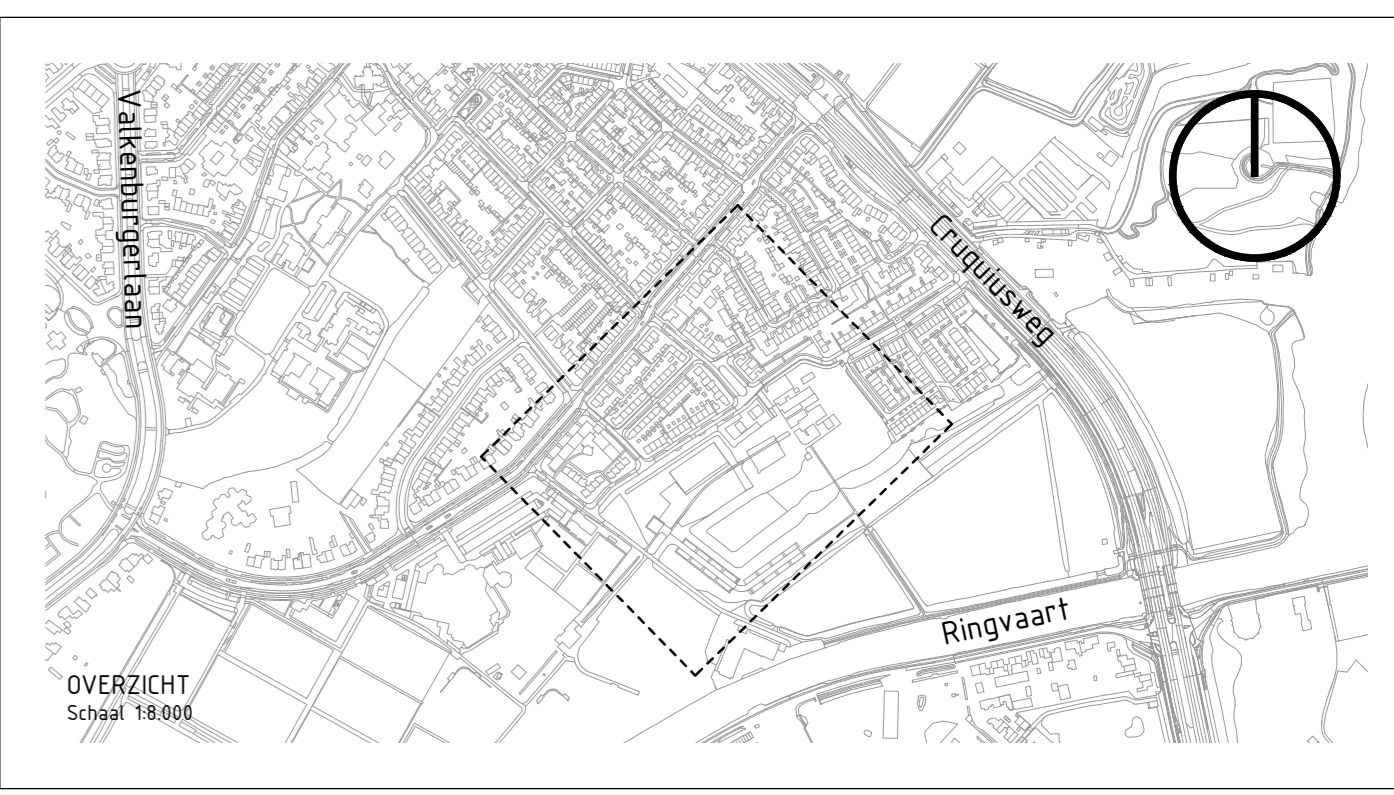 Valkenburgerlaan
Cruquiusweg
Ringvaart
OVERZICHT
Schaal 1:8.000